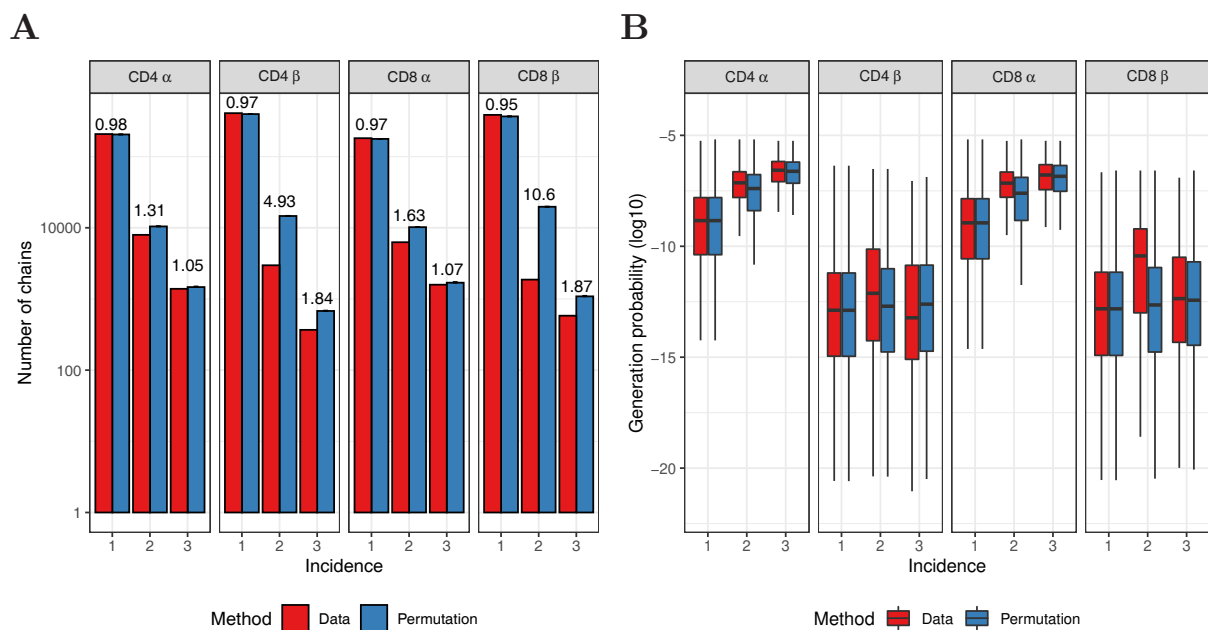 A
B
CD4 α
CD4 β
CD8 α
CD8 β
0.98
1.31
1.05
0.97
4.93
1.84
0.97
1.63
1.07
0.95
10.6
1.87
Number of chains
10000
100
1
1 2 3
1 2 3
1 2 3
1 2 3
Incidence
Method Data Permutation
CD4 α
CD4 β
CD8 α
CD8 β
Generation probability (log10)
−5
−10
−15
−20
1 2 3
1 2 3
1 2 3
1 2 3
Incidence
Method Data Permutation